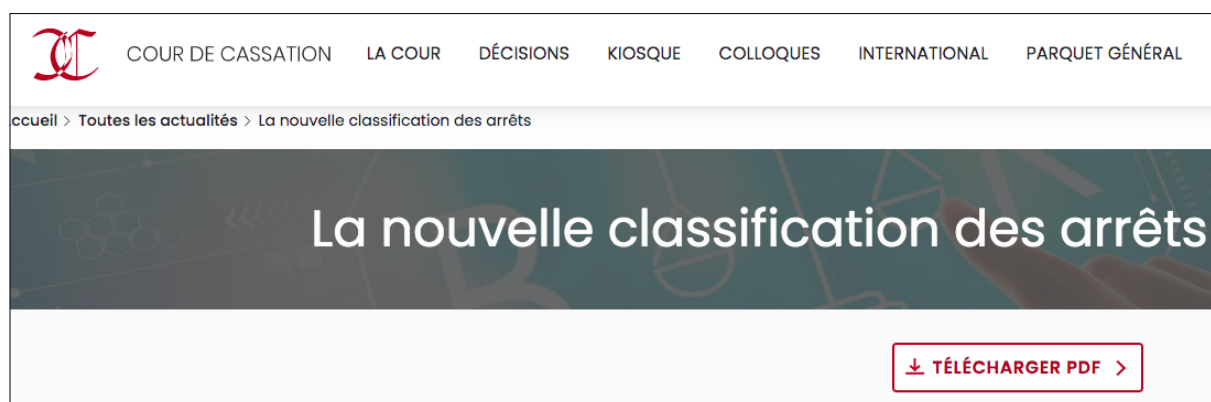 COUR DE CASSATION LA COUR DÉCISIONS KIOSQUE COLLOQUES INTERNATIONAL PARQUET GÉNÉRAL
ccueil > Toutes les actualités > La nouvelle classification des arrêts
La nouvelle classification des arrêts
TÉLÉCHARGER PDF >